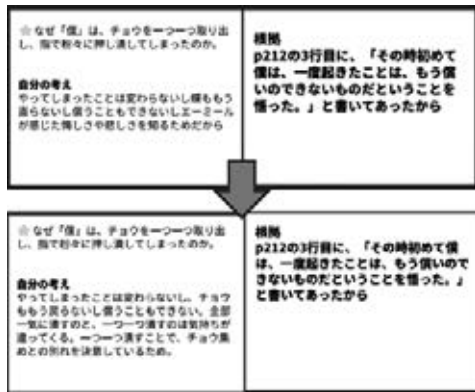 ☆なぜ「僕」は、チョウを一つ一つ取り出
し、指で粉々に押し潰してしまったのか。
自分の考え
やってしまったことは変わらないし蝶ももう
直らないし償うこともできないしエーミール
が感じた悔しさや悲しさを知るためだから
根拠
p212の3行目に、「その時初めて
僕は、一度起きたことは、もう償
いのできないものだということを
悟った。」と書いてあったから
☆なぜ「僕」は、チョウを一つ一つ取り出
し、指で粉々に押し潰してしまったのか。
自分の考え
やってしまったことは変わらないし、チョウ
ももう戻らないし償うこともできない。全部
一気に潰すのと、一つ一つ潰すのは気持ちが
違ってくる。一つ一つ潰すことで、チョウ集
めとの別れを決意しているため。
根拠
p212の3行目に、「その時初めて僕
は、一度起きたことは、もう償いので
きないものだということを悟った。」
と書いてあったから